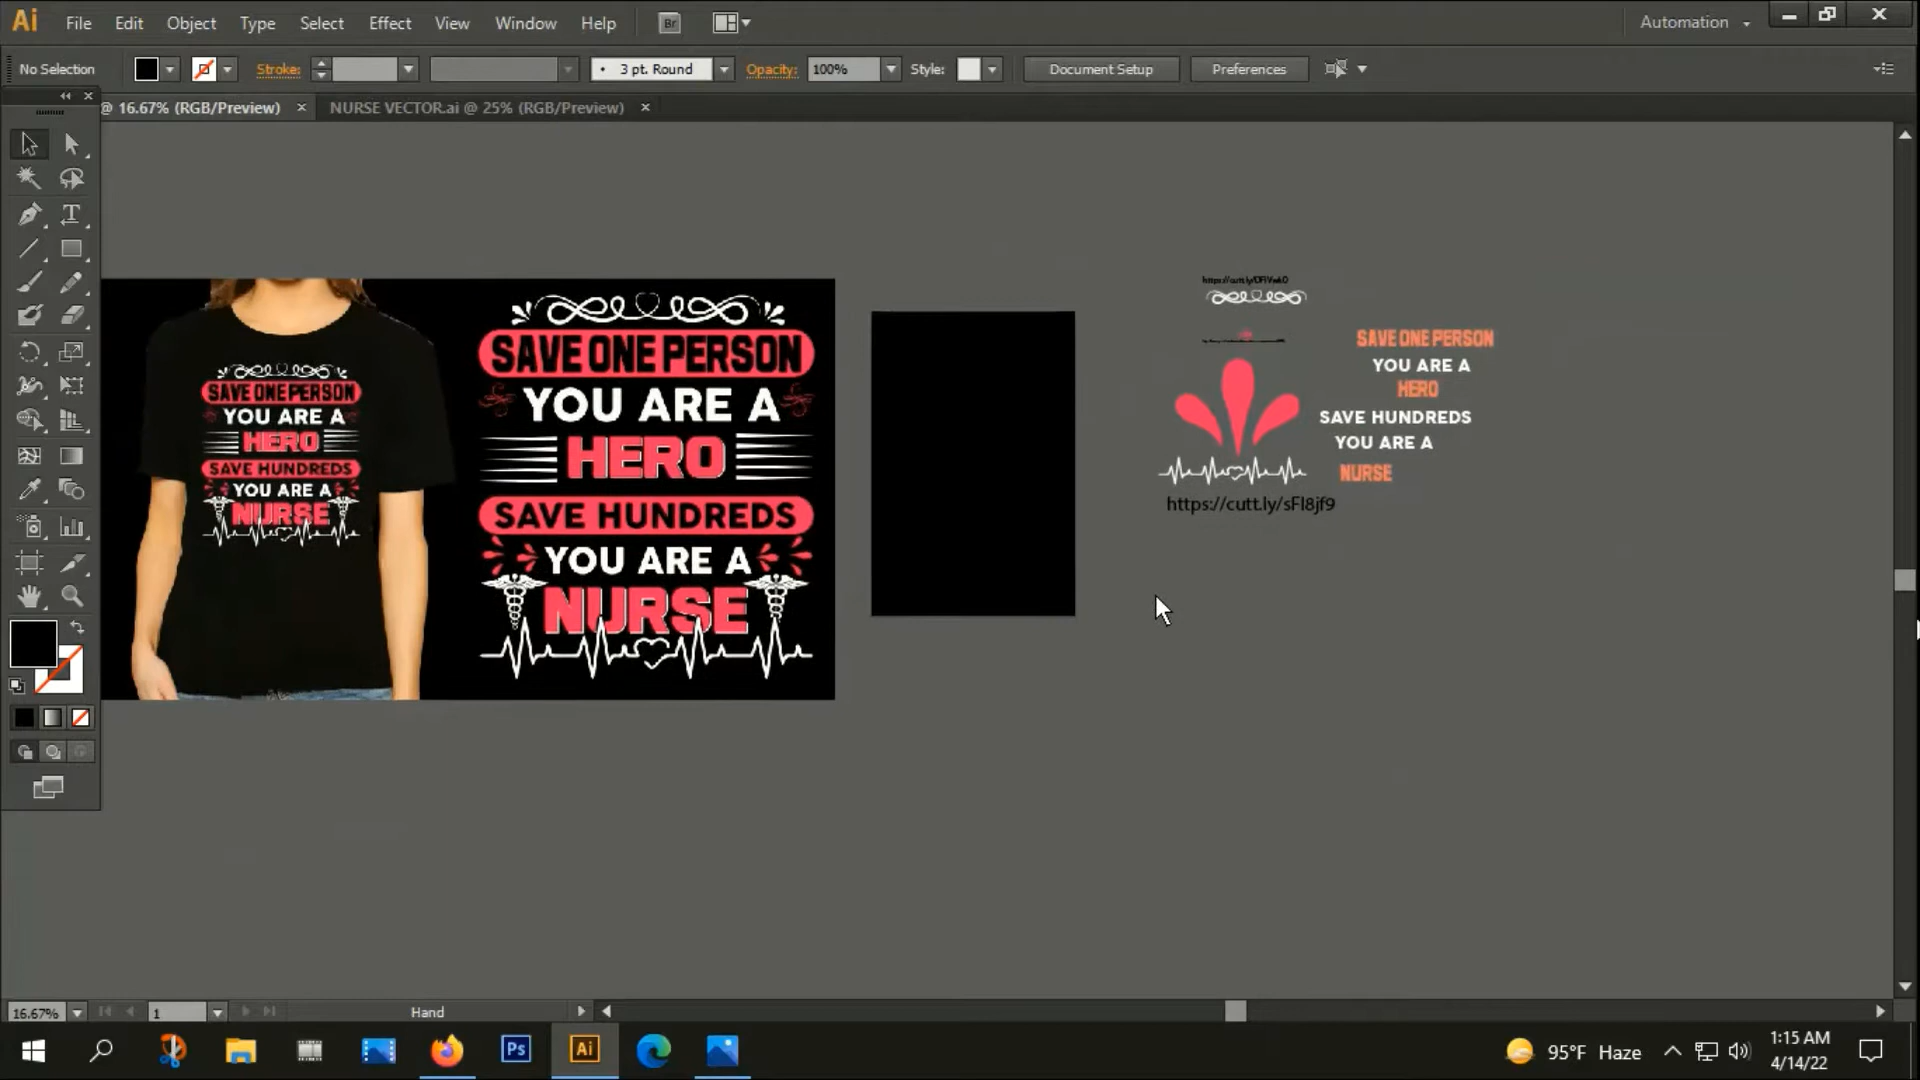 Ai File Edit Object Type Select Effect View Window Help Br Automation
No Selection Stroke: 3 pt. Round Opacity: 100% Style: Document Setup Preferences
@ 16.67% (RGB/Preview) × NURSE VECTOR.ai @ 25% (RGB/Preview) ×
SAVE ONE PERSON
YOU ARE A
HERO
SAVE HUNDREDS
YOU ARE A
NURSE
SAVE ONE PERSON
YOU ARE A
HERO
SAVE HUNDREDS
YOU ARE A
NURSE
SAVE ONE PERSON
YOU ARE A
HERO
SAVE HUNDREDS
YOU ARE A
NURSE
https://cutt.ly/sFI8jf9
16.67% 1 Hand
Ps Ai 95°F Haze 1:15 AM
4/14/22